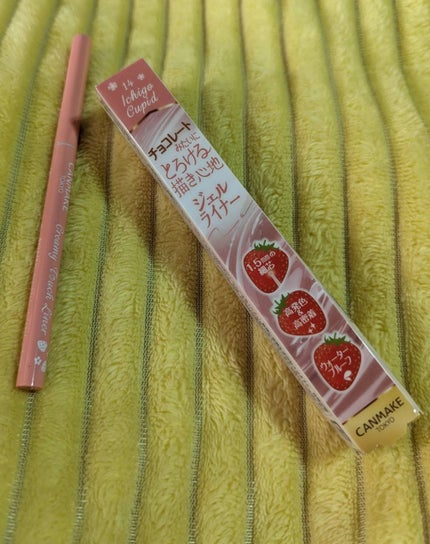 CANMAKE
TOKYO
Creamy Touch Liner
14
Ichigo
Cupid
チョコレート
みたいに
とろける
描き心地
ジェル
ライナー
1.5mmの
細芯
高発色
&
高密着
ウォーター
プルーフ
CANMAKE
TOKYO